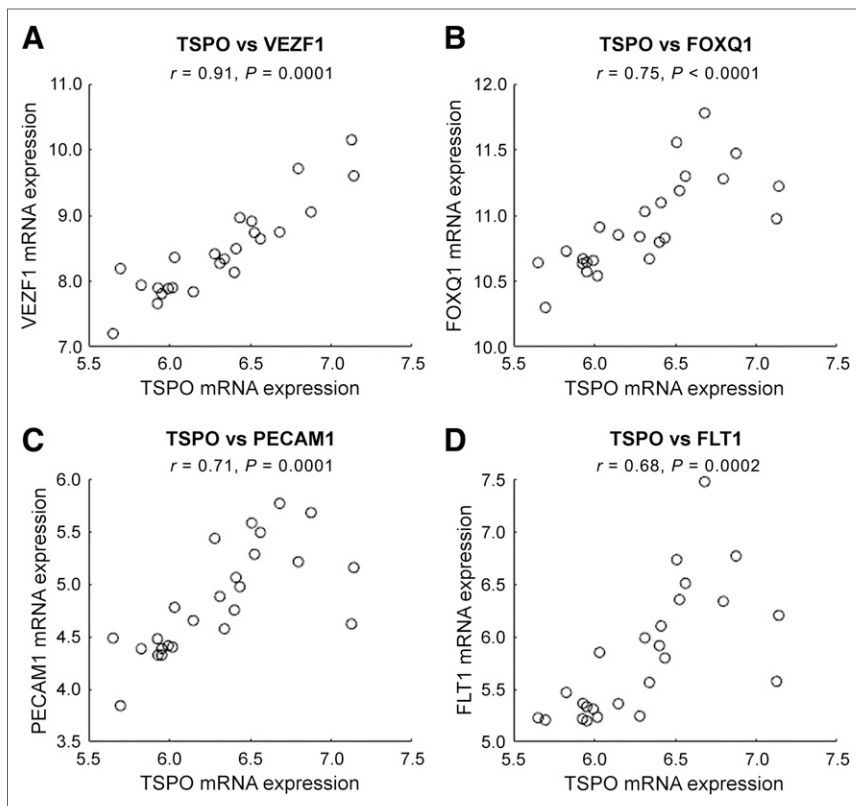 A
TSPO vs VEZF1
r = 0.91, P = 0.0001
11.0
10.0
9.0
8.0
7.0
VEZF1 mRNA expression
5.5 6.0 6.5 7.0 7.5
TSPO mRNA expression
B
TSPO vs FOXQ1
r = 0.75, P < 0.0001
12.0
11.5
11.0
10.5
10.0
FOXQ1 mRNA expression
5.5 6.0 6.5 7.0 7.5
TSPO mRNA expression
C
TSPO vs PECAM1
r = 0.71, P = 0.0001
6.0
5.5
5.0
4.5
4.0
3.5
PECAM1 mRNA expression
5.5 6.0 6.5 7.0 7.5
TSPO mRNA expression
D
TSPO vs FLT1
r = 0.68, P = 0.0002
7.5
7.0
6.5
6.0
5.5
5.0
FLT1 mRNA expression
5.5 6.0 6.5 7.0 7.5
TSPO mRNA expression